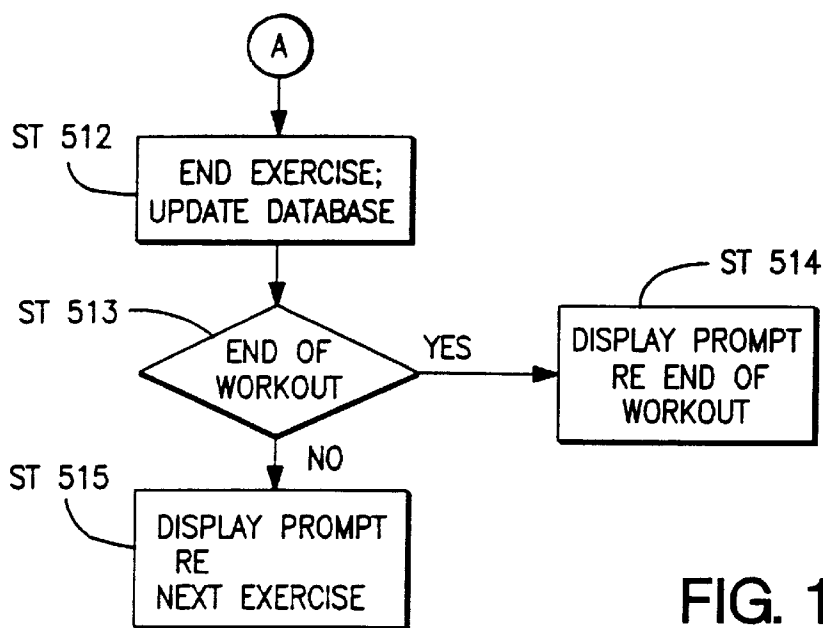 A
ST 512
END EXERCISE;
UPDATE DATABASE
ST 513
END OF
WORKOUT
YES
ST 514
DISPLAY PROMPT
RE END OF
WORKOUT
NO
ST 515
DISPLAY PROMPT
RE
NEXT EXERCISE
FIG. 1